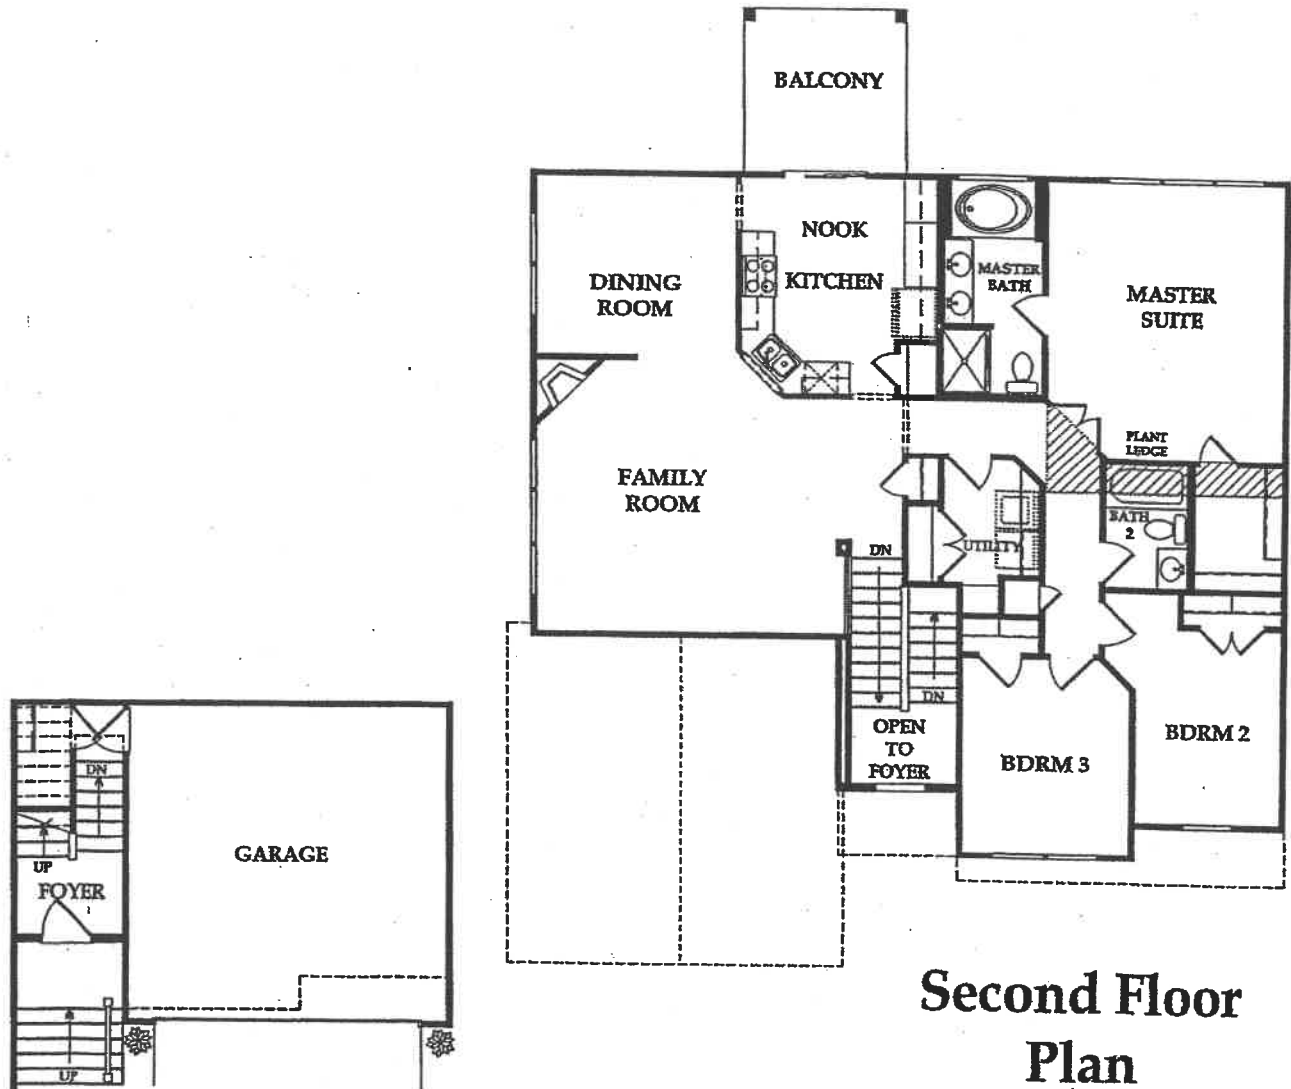 BALCONY
NOOK
KITCHEN
DINING
ROOM
MASTER
BATH
MASTER
SUITE
PLANT
LEDGE
FAMILY
ROOM
BATH
2
UTILITY
DN
DN
OPEN
TO
FOYER
BDRM 3
BDRM 2
DN
UP
FOYER
GARAGE
UP
Second Floor
Plan